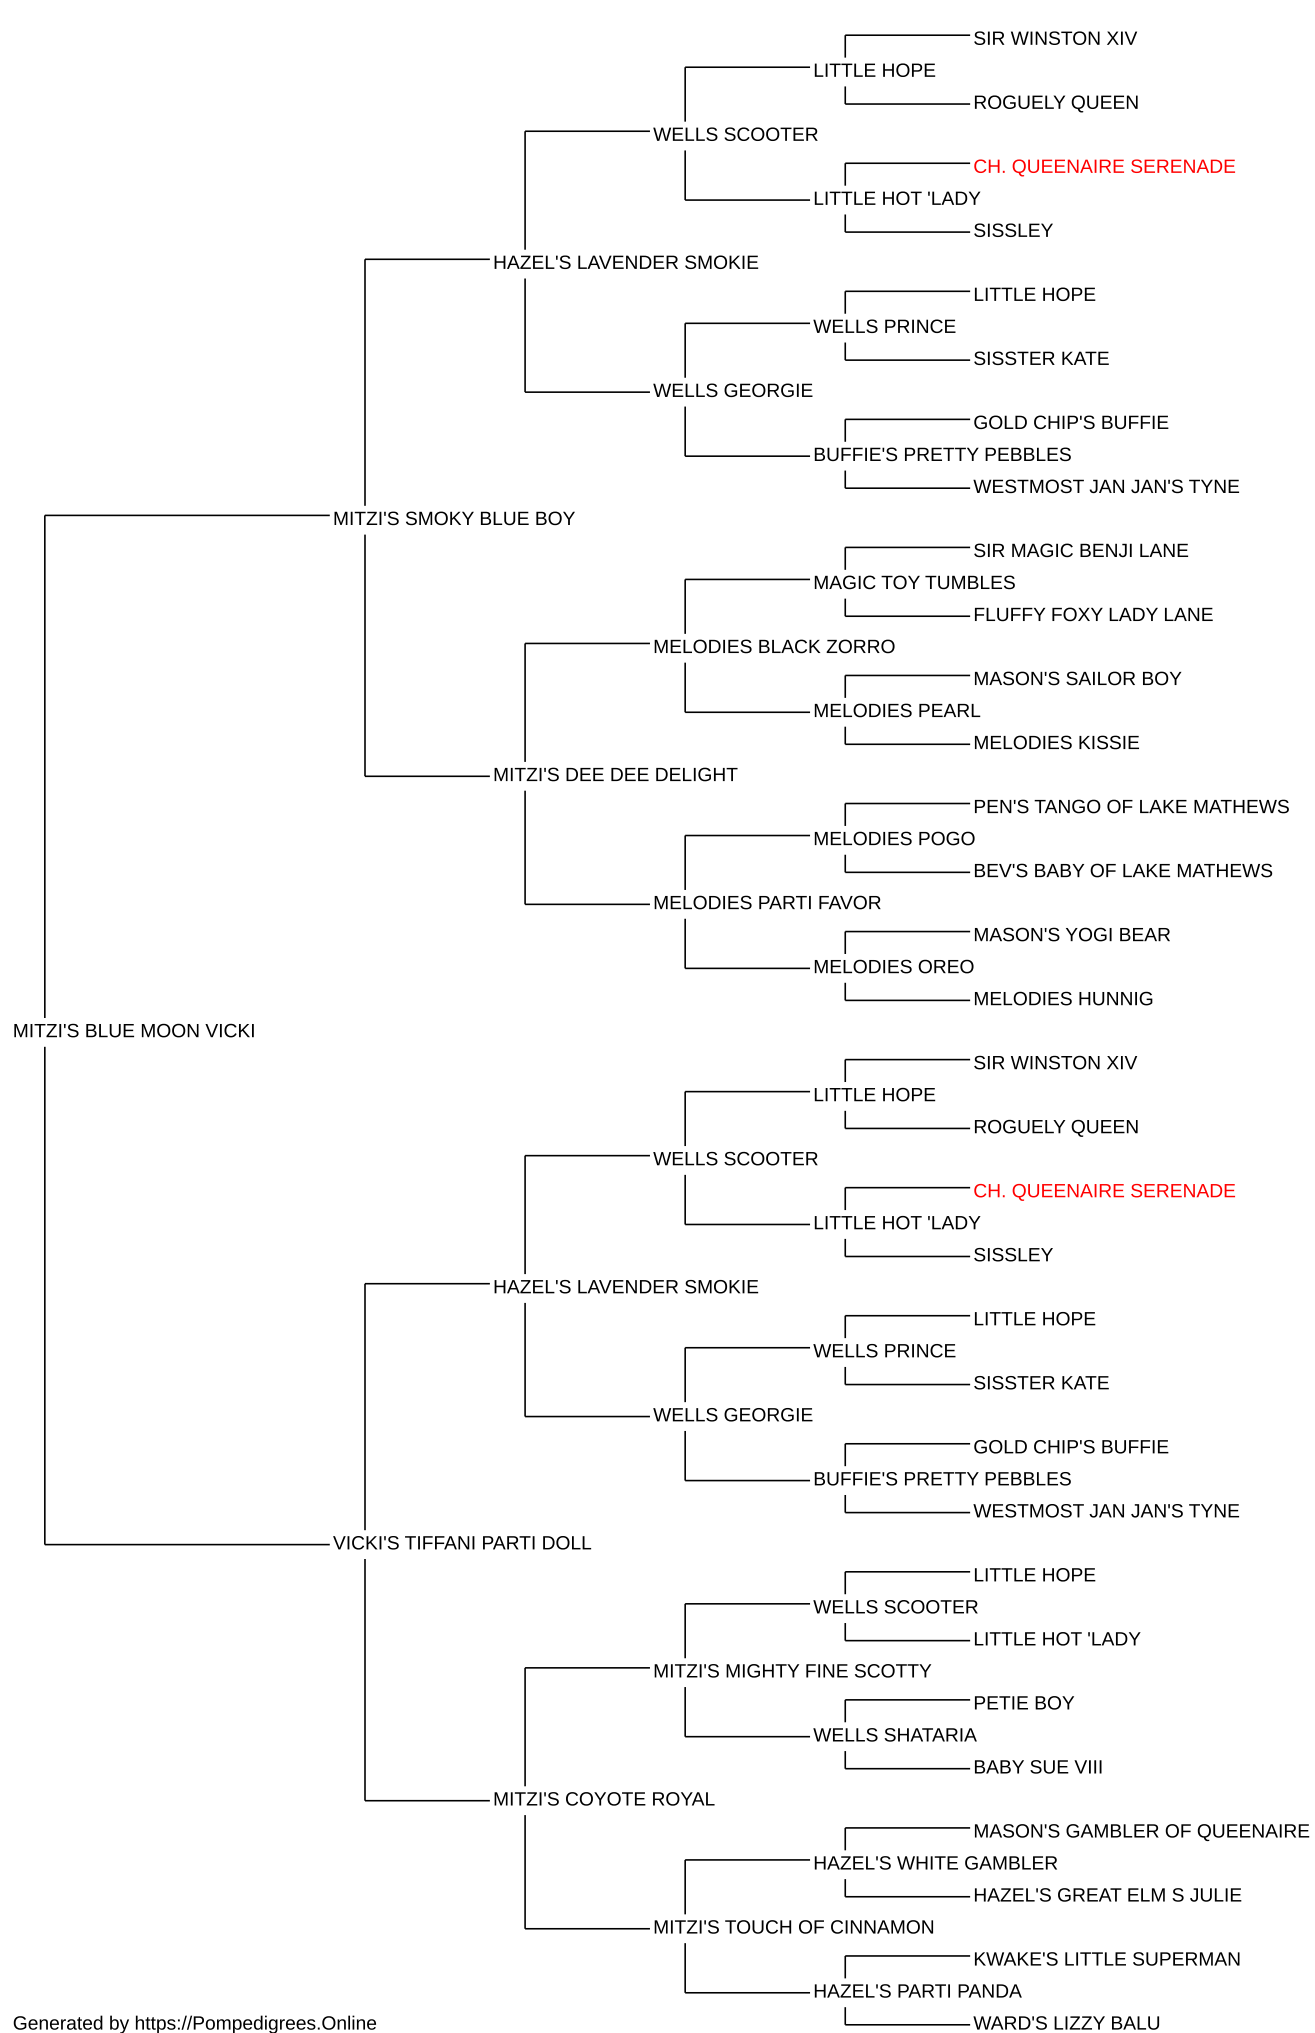 SIR WINSTON XIV
LITTLE HOPE
ROGUELY QUEEN
WELLS SCOOTER
CH. QUEENAIRE SERENADE
LITTLE HOT 'LADY
SISSLEY
HAZEL'S LAVENDER SMOKIE
LITTLE HOPE
WELLS PRINCE
SISSTER KATE
WELLS GEORGIE
GOLD CHIP'S BUFFIE
BUFFIE'S PRETTY PEBBLES
WESTMOST JAN JAN'S TYNE
MITZI'S SMOKY BLUE BOY
SIR MAGIC BENJI LANE
MAGIC TOY TUMBLES
FLUFFY FOXY LADY LANE
MELODIES BLACK ZORRO
MASON'S SAILOR BOY
MELODIES PEARL
MELODIES KISSIE
MITZI'S DEE DEE DELIGHT
PEN'S TANGO OF LAKE MATHEWS
MELODIES POGO
BEV'S BABY OF LAKE MATHEWS
MELODIES PARTI FAVOR
MASON'S YOGI BEAR
MELODIES OREO
MELODIES HUNNIG
MITZI'S BLUE MOON VICKI
SIR WINSTON XIV
LITTLE HOPE
ROGUELY QUEEN
WELLS SCOOTER
CH. QUEENAIRE SERENADE
LITTLE HOT 'LADY
SISSLEY
HAZEL'S LAVENDER SMOKIE
LITTLE HOPE
WELLS PRINCE
SISSTER KATE
WELLS GEORGIE
GOLD CHIP'S BUFFIE
BUFFIE'S PRETTY PEBBLES
WESTMOST JAN JAN'S TYNE
VICKI'S TIFFANI PARTI DOLL
LITTLE HOPE
WELLS SCOOTER
LITTLE HOT 'LADY
MITZI'S MIGHTY FINE SCOTTY
PETIE BOY
WELLS SHATARIA
BABY SUE VIII
MITZI'S COYOTE ROYAL
MASON'S GAMBLER OF QUEENAIRE
HAZEL'S WHITE GAMBLER
HAZEL'S GREAT ELM S JULIE
MITZI'S TOUCH OF CINNAMON
KWAKE'S LITTLE SUPERMAN
HAZEL'S PARTI PANDA
WARD'S LIZZY BALU
Generated by https://Pompedigrees.Online